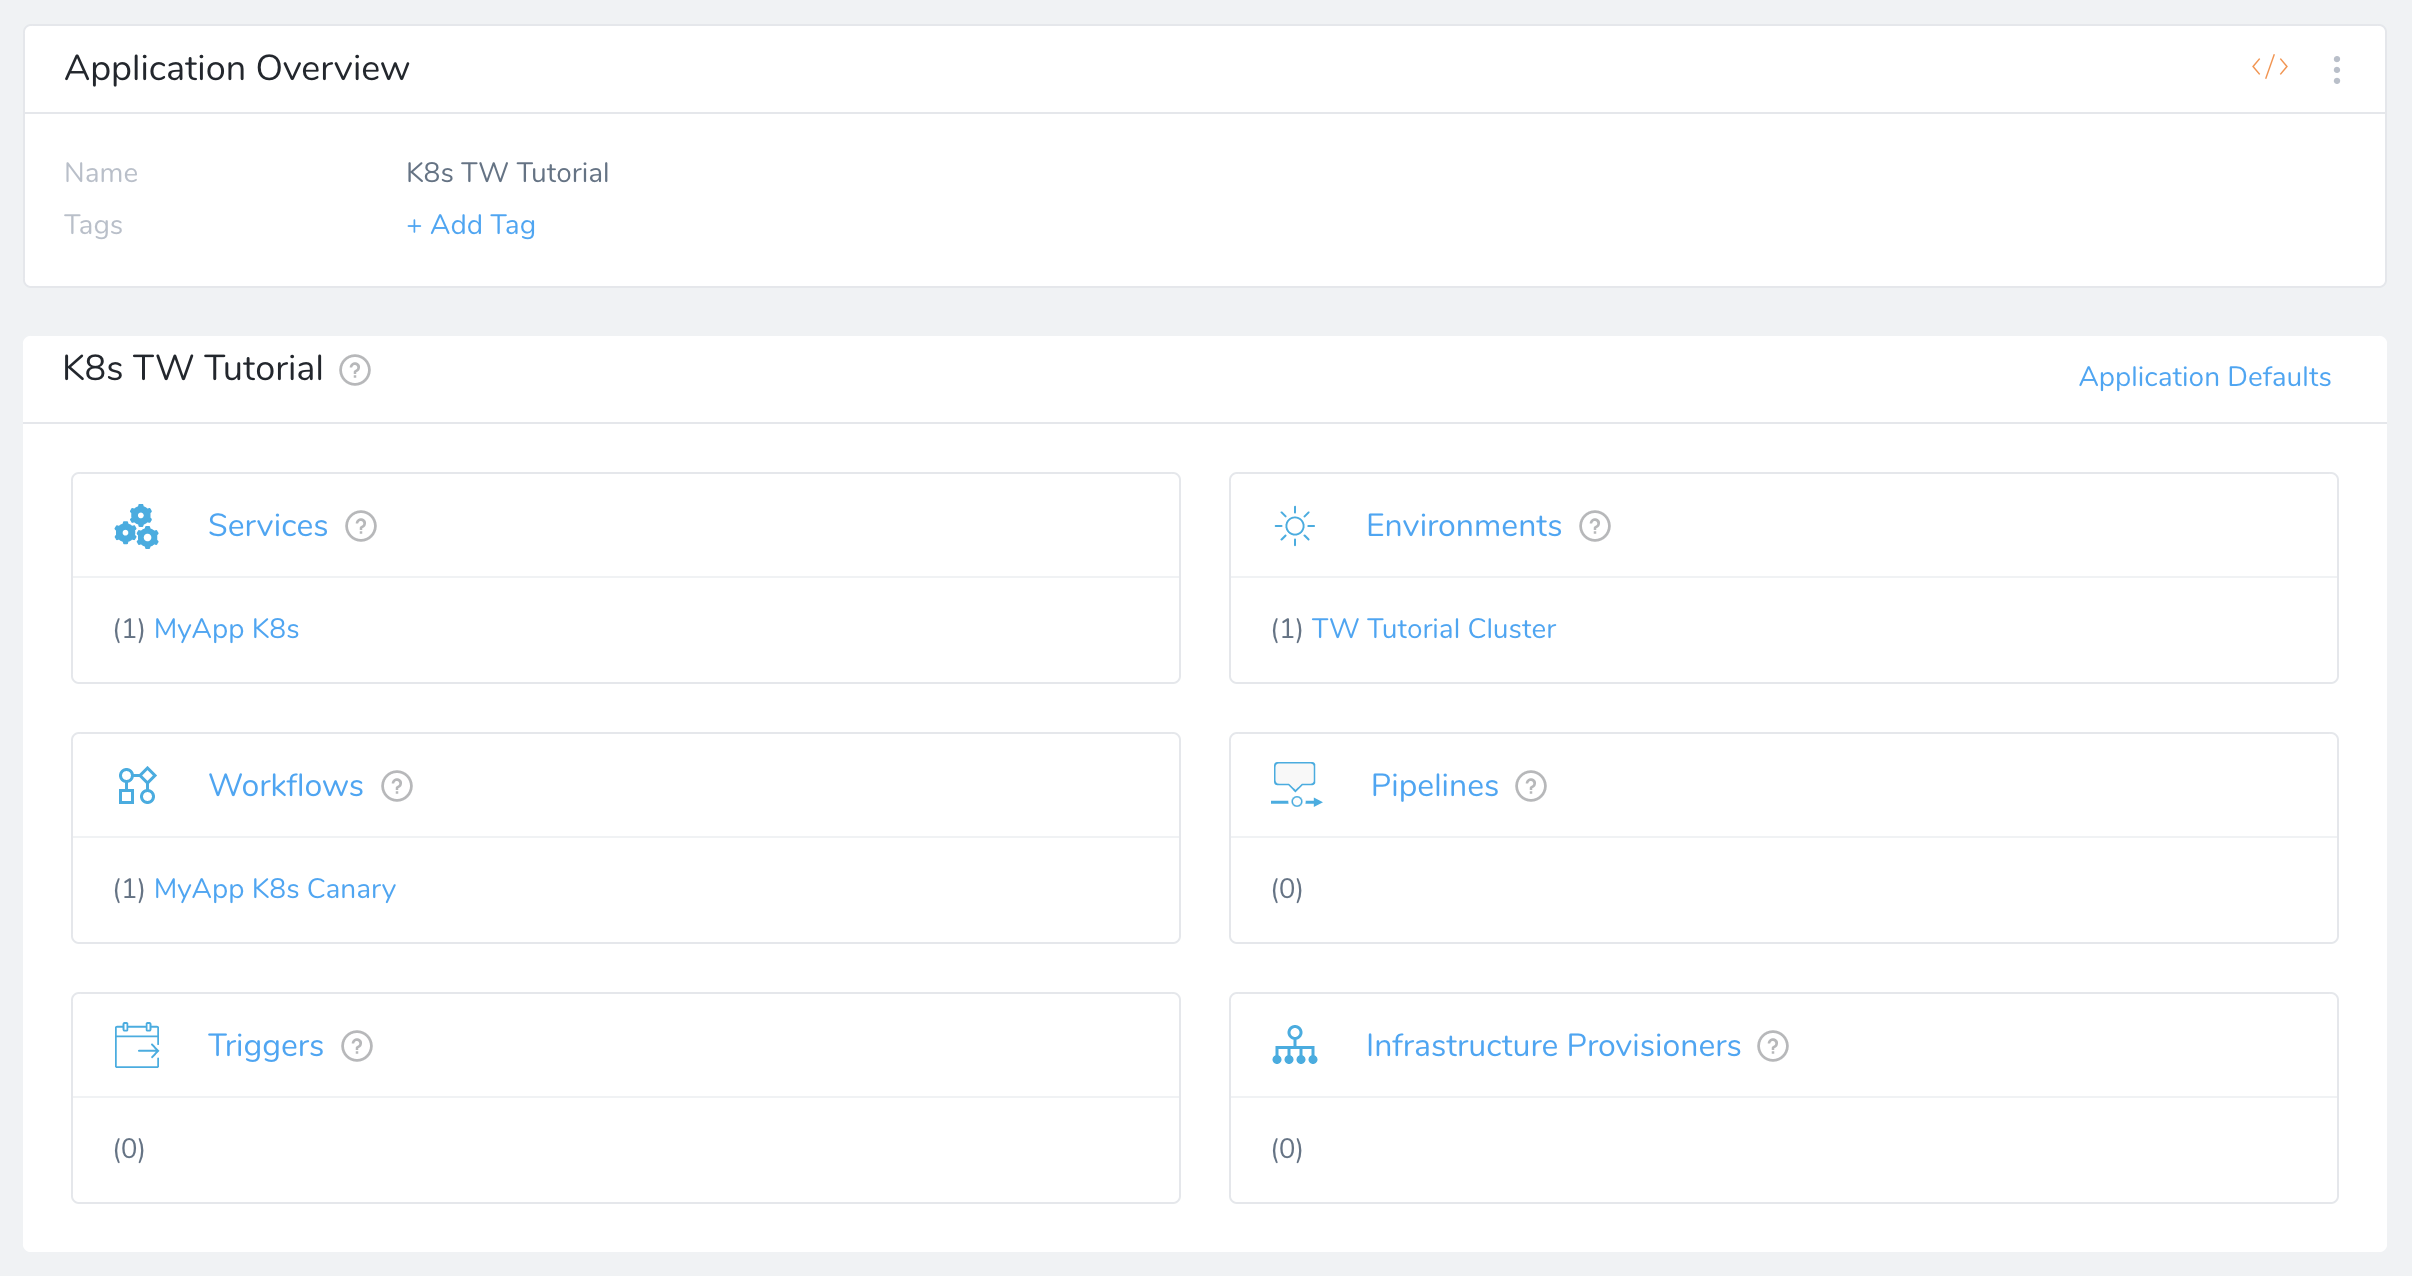 Application Overview
</>
Name K8s TW Tutorial
Tags + Add Tag
K8s TW Tutorial ?
Application Defaults
Services ?
(1) MyApp K8s
Environments ?
(1) TW Tutorial Cluster
Workflows ?
(1) MyApp K8s Canary
Pipelines ?
(0)
Triggers ?
(0)
Infrastructure Provisioners ?
(0)